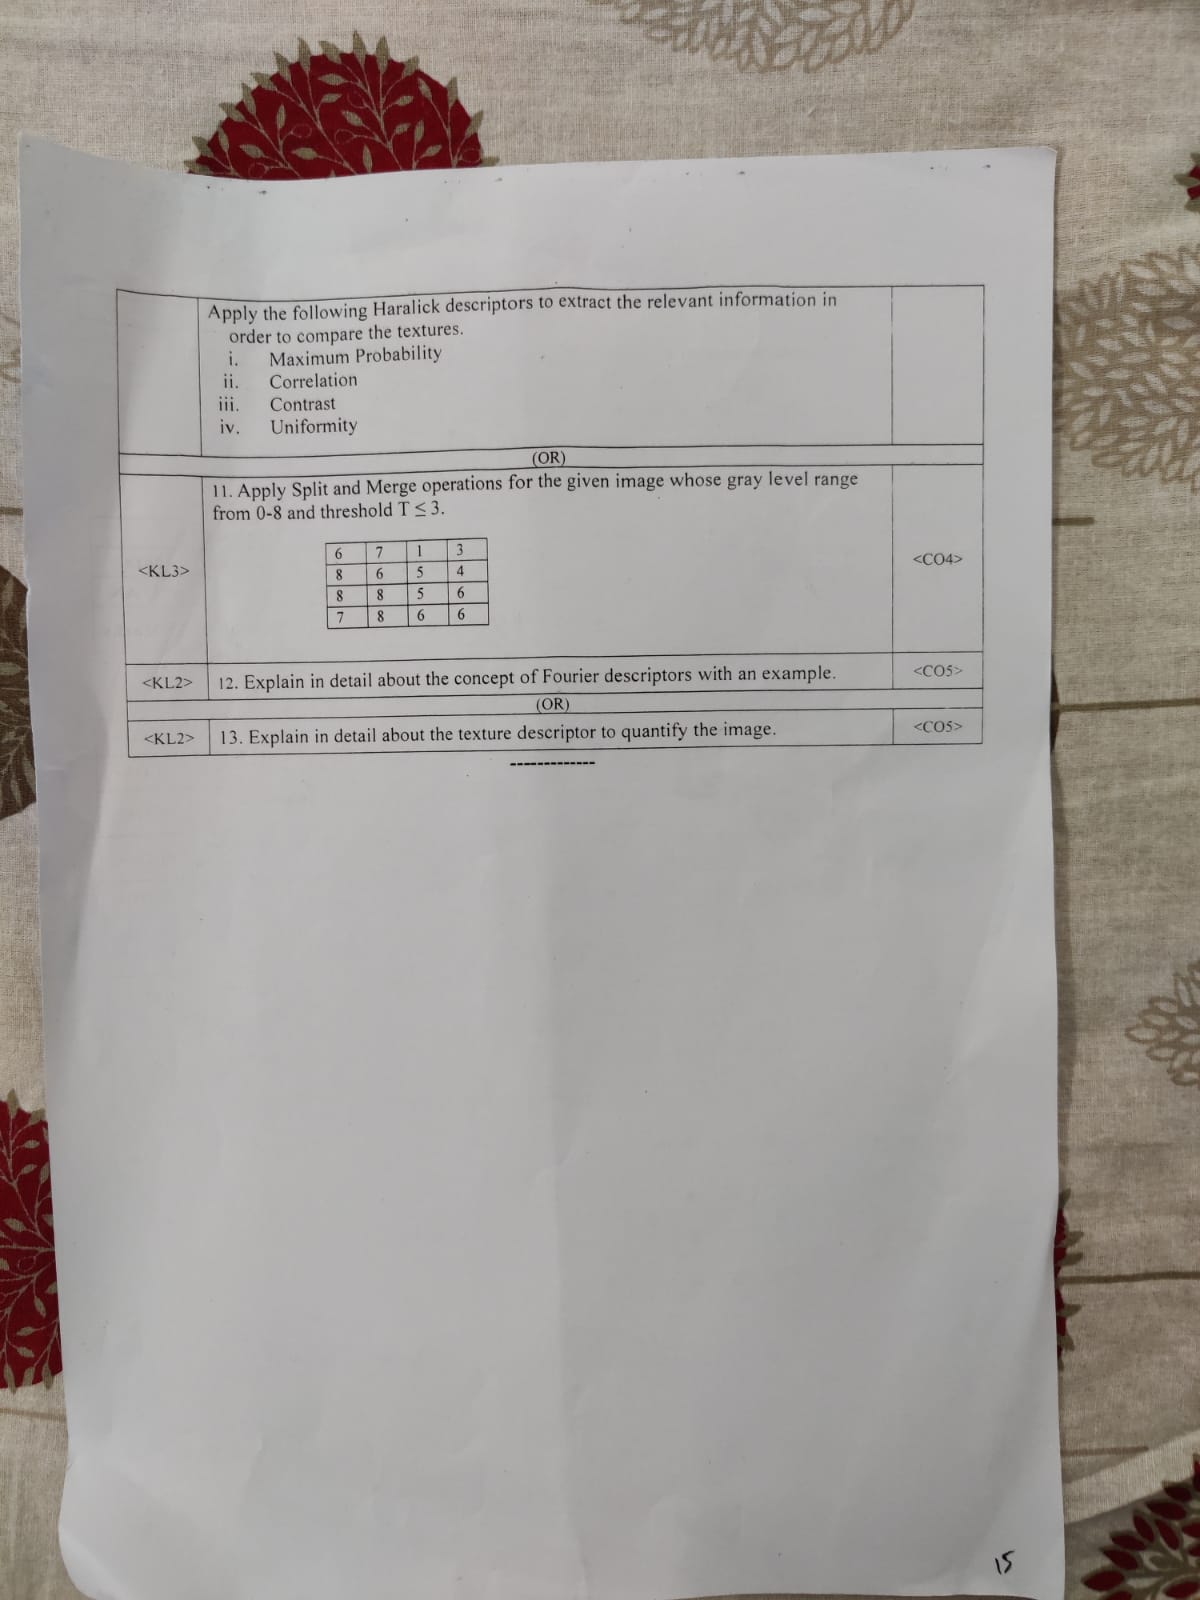 Apply the following Haralick descriptors to extract the relevant information in
order to compare the textures.
i. Maximum Probability
ii. Correlation
iii. Contrast
iv. Uniformity
(OR)
11. Apply Split and Merge operations for the given image whose gray level range
from 0-8 and threshold T ≤ 3.
<KL3>
<CO4>
6 7 1 3
8 6 5 4
8 8 5 6
7 8 6 6
<KL2> 12. Explain in detail about the concept of Fourier descriptors with an example. <CO5>
(OR)
<KL2> 13. Explain in detail about the texture descriptor to quantify the image. <CO5>
-------------
15